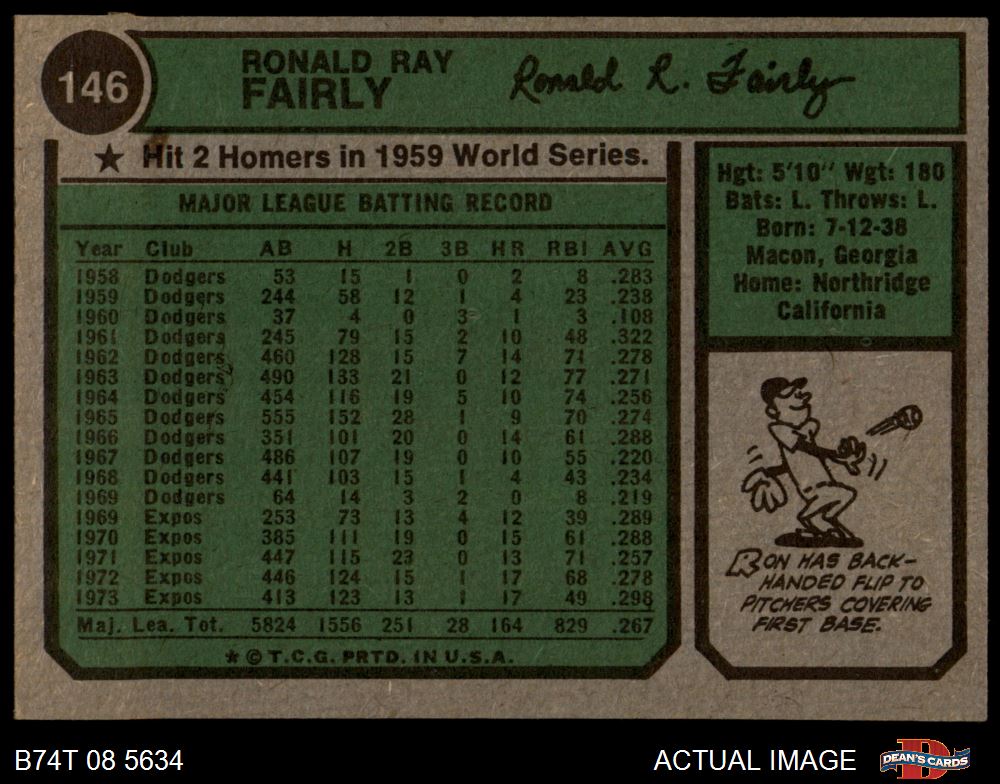 146
RONALD RAY
FAIRLY
Ronald R. Fairly
★ Hit 2 Homers in 1959 World Series.
MAJOR LEAGUE BATTING RECORD
Year Club AB H 2B 3B HR RBI AVG
1958 Dodgers 53 15 1 0 2 8 .283
1959 Dodgers 244 58 12 1 4 23 .238
1960 Dodgers 37 4 0 3 1 3 .108
1961 Dodgers 245 79 15 2 10 48 .322
1962 Dodgers 460 128 15 7 14 71 .278
1963 Dodgers 490 133 21 0 12 77 .271
1964 Dodgers 454 116 19 5 10 74 .256
1965 Dodgers 555 152 28 1 9 70 .274
1966 Dodgers 351 101 20 0 14 61 .288
1967 Dodgers 486 107 19 0 10 55 .220
1968 Dodgers 441 103 15 1 4 43 .234
1969 Dodgers 64 14 3 2 0 8 .219
1969 Expos 253 73 13 4 12 39 .289
1970 Expos 385 111 19 0 15 61 .288
1971 Expos 447 115 23 0 13 71 .257
1972 Expos 446 124 15 1 17 68 .278
1973 Expos 413 123 13 1 17 49 .298
Maj. Lea. Tot. 5824 1556 251 28 164 829 .267
* © T.C.G. PRTD. IN U.S.A.
Hgt: 5'10" Wgt: 180
Bats: L. Throws: L.
Born: 7-12-38
Macon, Georgia
Home: Northridge
California
RON HAS BACK-
HANDED FLIP TO
PITCHERS COVERING
FIRST BASE.
B74T 08 5634
ACTUAL IMAGE
DEAN'S CARDS